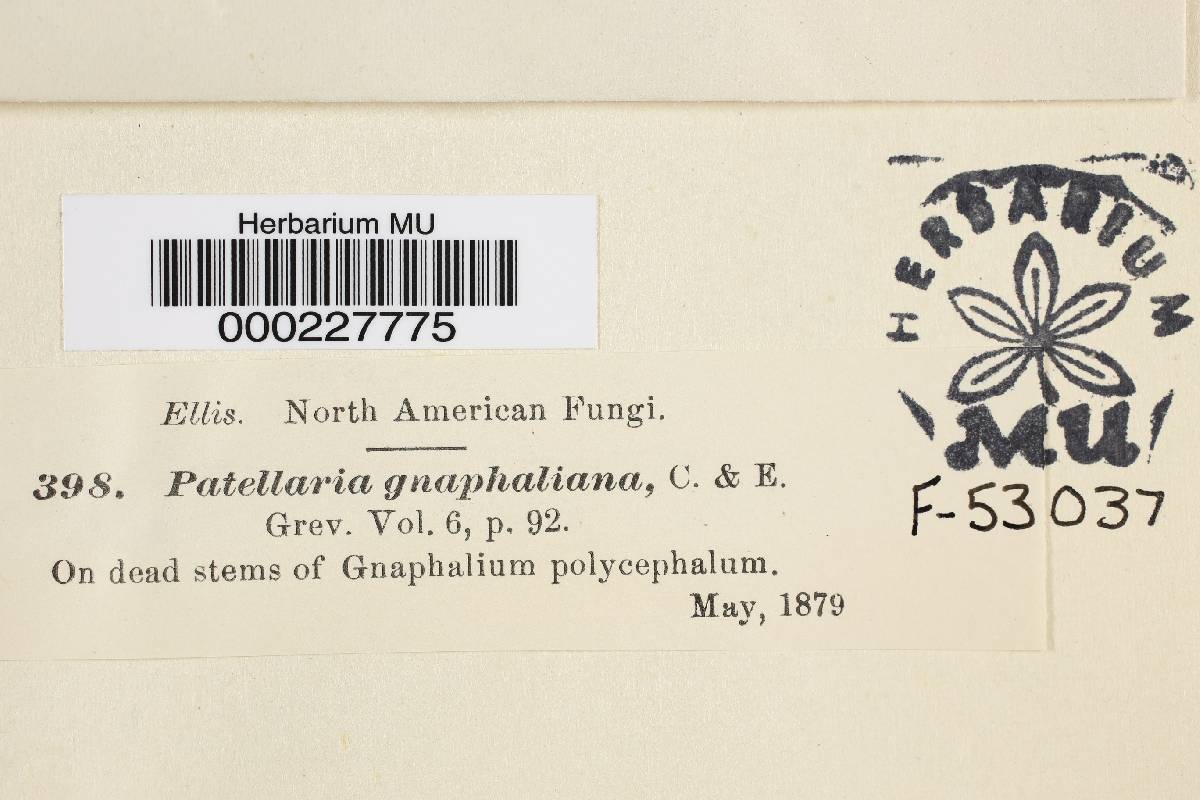 Herbarium MU
000227775
HERBARIUM
MU
F-53037
Ellis. North American Fungi.
398. Patellaria gnaphaliana, C. & E.
Grev. Vol. 6, p. 92.
On dead stems of Gnaphalium polycephalum.
May, 1879